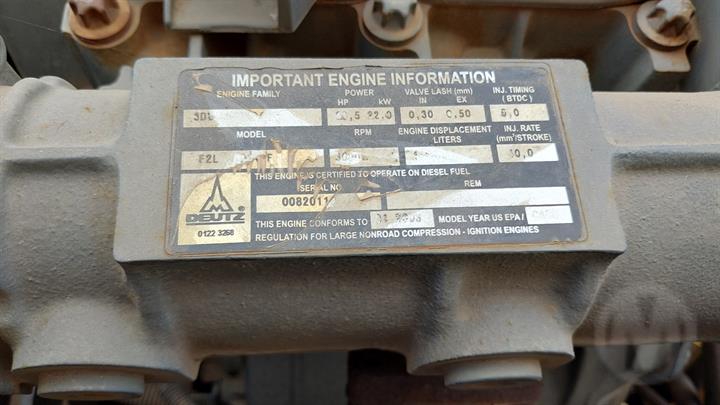 IMPORTANT ENGINE INFORMATION
ENIGINE FAMILY POWER VALVE LASH (mm) INJ. TIMING
HP kW IN EX (BTDC)
22,0 0,30 0,50
MODEL RPM ENGINE DISPLACEMENT INJ. RATE
LITERS (mm³/STROKE)
F2L
THIS ENGINE IS CERTIFIED TO OPERATE ON DIESEL FUEL
SERIAL NO REM
0082011
DEUTZ
THIS ENGINE CONFORMS TO MODEL YEAR US EPA /
0122 3268 REGULATION FOR LARGE NONROAD COMPRESSION - IGNITION ENGINES